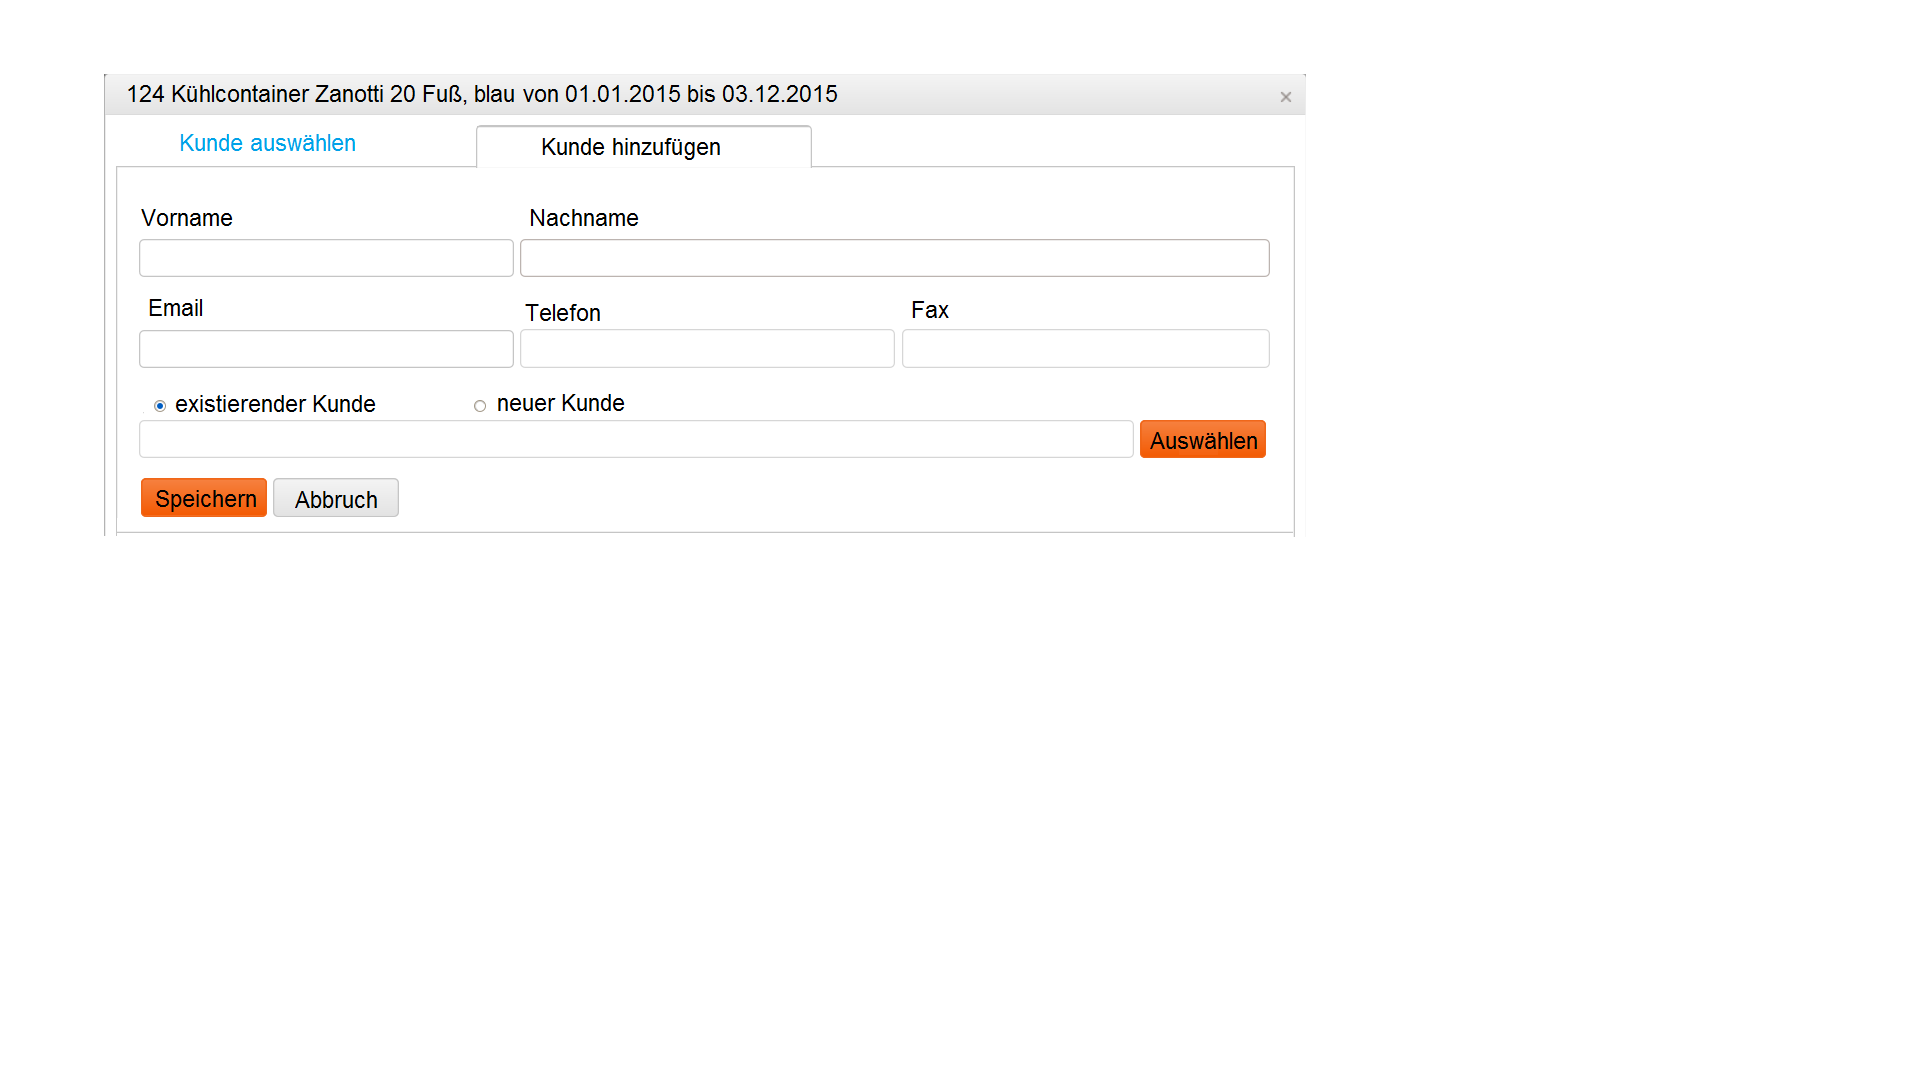 124 Kühlcontainer Zanotti 20 Fuß, blau von 01.01.2015 bis 03.12.2015
Kunde auswählen Kunde hinzufügen
Vorname Nachname
Email Telefon Fax
existierender Kunde neuer Kunde
Auswählen
Speichern Abbruch